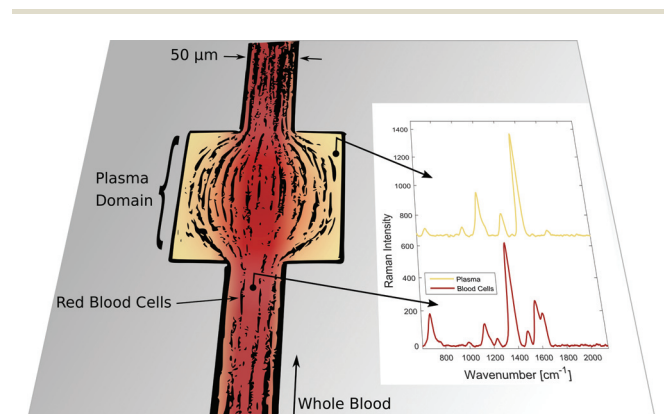 50 µm
Plasma
Domain
Red Blood Cells
Whole Blood
Raman Intensity
1400
1200
1000
800
600
400
200
0
Plasma
Blood Cells
800 1000 1200 1400 1600 1800 2000
Wavenumber [cm⁻¹]